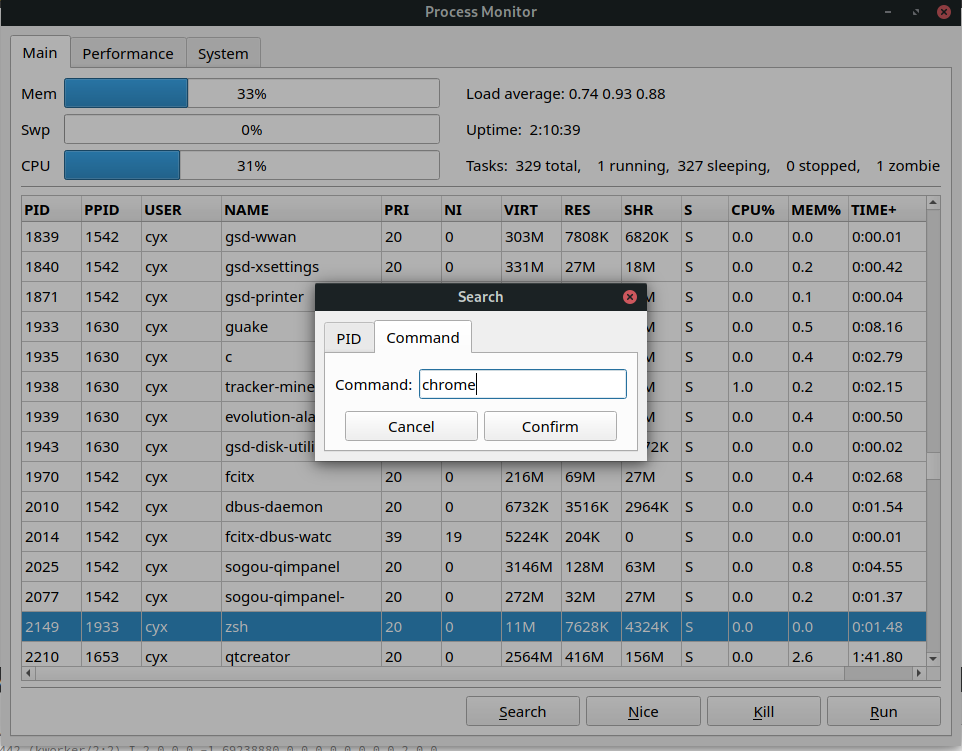 Process Monitor
Main Performance System
Mem 33% Load average: 0.74 0.93 0.88
Swp 0% Uptime: 2:10:39
CPU 31% Tasks: 329 total, 1 running, 327 sleeping, 0 stopped, 1 zombie
PID PPID USER NAME PRI NI VIRT RES SHR S CPU% MEM% TIME+
1839 1542 cyx gsd-wwan 20 0 303M 7808K 6820K S 0.0 0.0 0:00.01
1840 1542 cyx gsd-xsettings 20 0 331M 27M 18M S 0.0 0.2 0:00.42
1871 1542 cyx gsd-printer M S 0.0 0.1 0:00.04
1933 1630 cyx guake M S 0.0 0.5 0:08.16
1935 1630 cyx c M S 0.0 0.4 0:02.79
1938 1630 cyx tracker-mine M S 1.0 0.2 0:02.15
1939 1630 cyx evolution-ala M S 0.0 0.4 0:00.50
1943 1630 cyx gsd-disk-utili 72K S 0.0 0.0 0:00.02
1970 1542 cyx fcitx 20 0 216M 69M 27M S 0.0 0.4 0:02.68
2010 1542 cyx dbus-daemon 20 0 6732K 3516K 2964K S 0.0 0.0 0:01.54
2014 1542 cyx fcitx-dbus-watc 39 19 5224K 204K 0 S 0.0 0.0 0:00.01
2025 1542 cyx sogou-qimpanel 20 0 3146M 128M 63M S 0.0 0.8 0:04.55
2077 1542 cyx sogou-qimpanel- 20 0 272M 32M 27M S 0.0 0.2 0:01.37
2149 1933 cyx zsh 20 0 11M 7628K 4324K S 0.0 0.0 0:01.48
2210 1653 cyx qtcreator 20 0 2564M 416M 156M S 0.0 2.6 1:41.80
Search
PID Command
Command: chrome
Cancel Confirm
Search Nice Kill Run